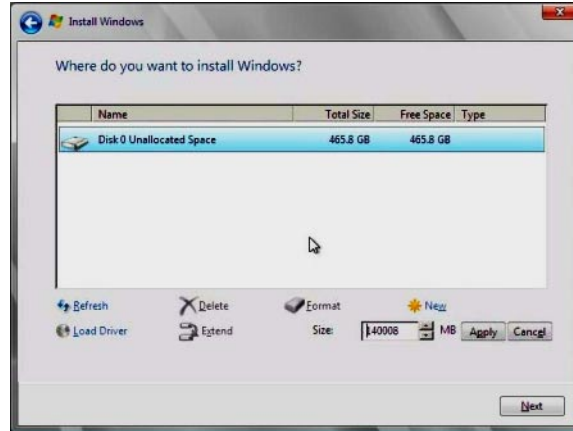 Install Windows
Where do you want to install Windows?
Name Total Size Free Space Type
Disk 0 Unallocated Space 465.8 GB 465.8 GB
Refresh Delete Format New
Load Driver Extend Size: 140008 MB Apply Cancel
Next